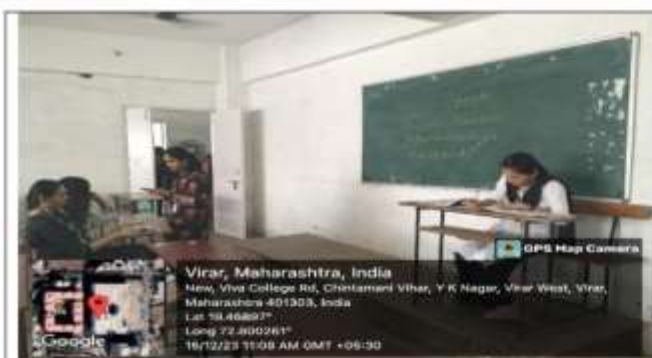 GPS Map Camera
Virar, Maharashtra, India
New, Viva College Rd, Chintamani Vihar, Y K Nagar, Virar West, Virar,
Maharashtra 401303, India
Lat 19.46897°
Long 72.800261°
16/12/23 11:08 AM GMT +05:30
Google